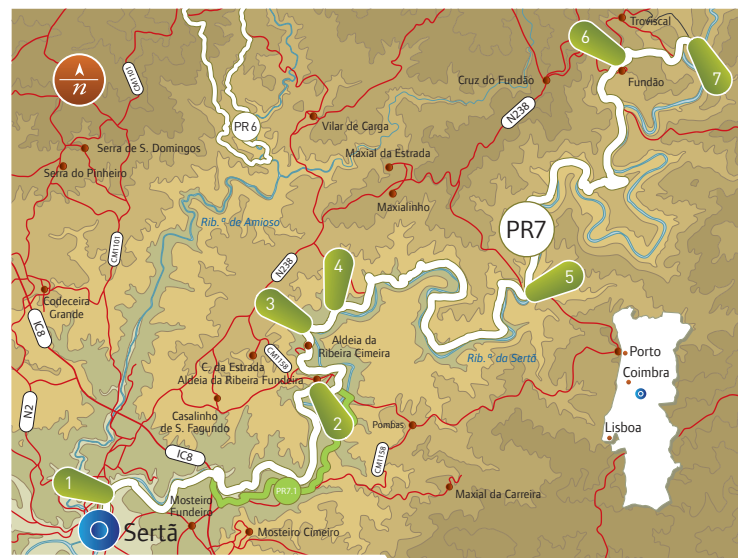 Troviscal
6
7
CM1101
n
Cruz do Fundão
Fundão
PR 6
N238
Vilar de Carga
Serra de S. Domingos
Maxial da Estrada
Serra do Pinheiro
Maxialinho
Rib.ª de Amioso
PR7
CM1101
N238
4
5
Codeceira
Grande
IC8
3
Aldeia da
Ribeira Cimeira
Rib.ª da Sertã
Porto
C. da Estrada
CM1158
Coimbra
Aldeia da Ribeira Fundeira
N2
Casalinho
de S. Fagundo
2
Pombas
Lisboa
IC8
CM1158
1
PR7.1
Maxial da Carreira
Mosteiro
Fundeiro
Sertã
Mosteiro Cimeiro